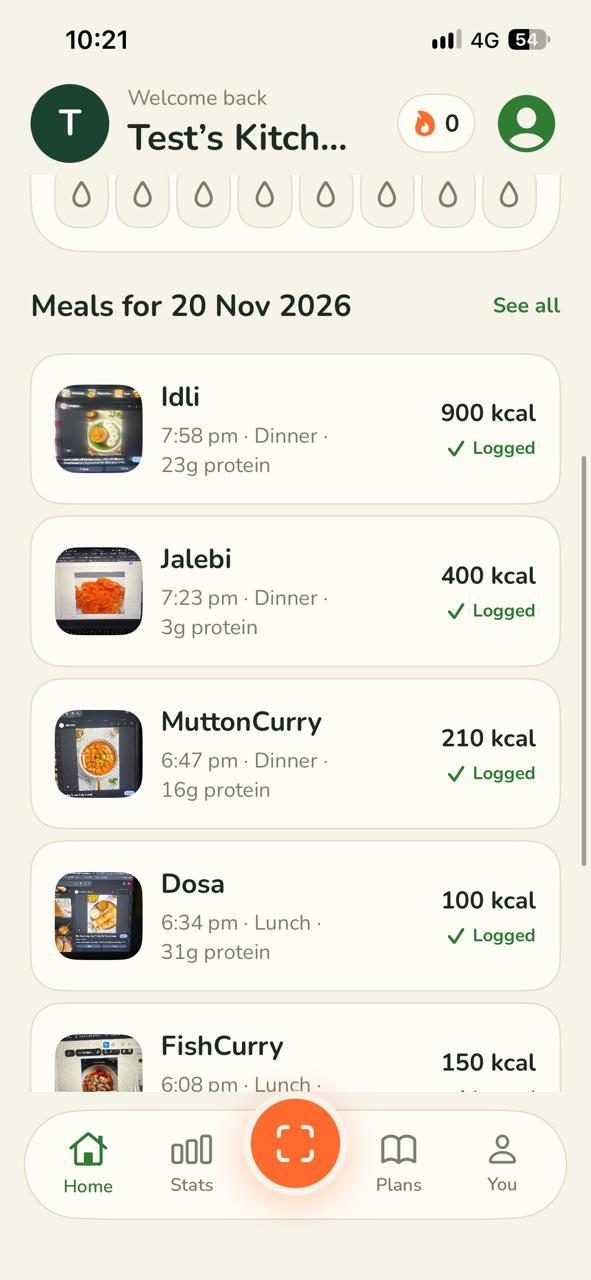 10:21
4G
54
T
Welcome back
Test's Kitch...
0
Meals for 20 Nov 2026
See all
Idli
7:58 pm · Dinner ·
23g protein
900 kcal
Logged
Jalebi
7:23 pm · Dinner ·
3g protein
400 kcal
Logged
MuttonCurry
6:47 pm · Dinner ·
16g protein
210 kcal
Logged
Dosa
6:34 pm · Lunch ·
31g protein
100 kcal
Logged
FishCurry
6:08 pm · Lunch ·
150 kcal
Home
Stats
Plans
You